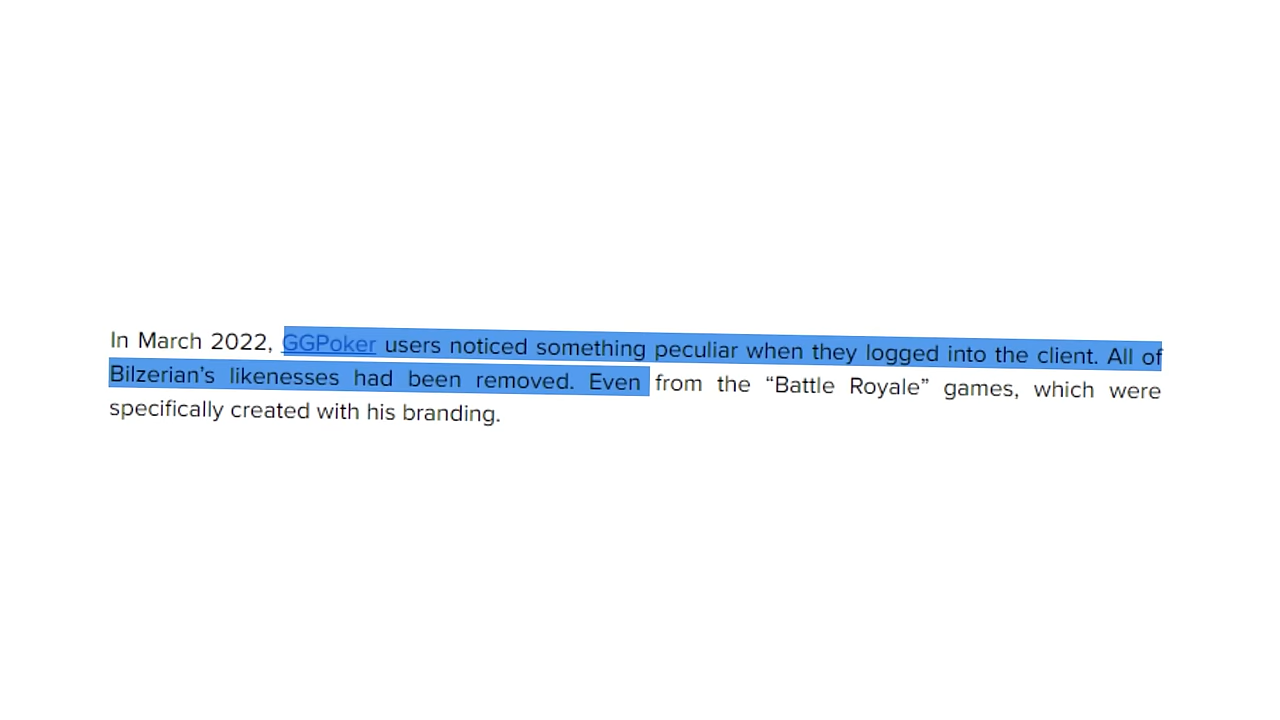 In March 2022, GGPoker users noticed something peculiar when they logged into the client. All of
Bilzerian’s likenesses had been removed. Even from the “Battle Royale” games, which were
specifically created with his branding.